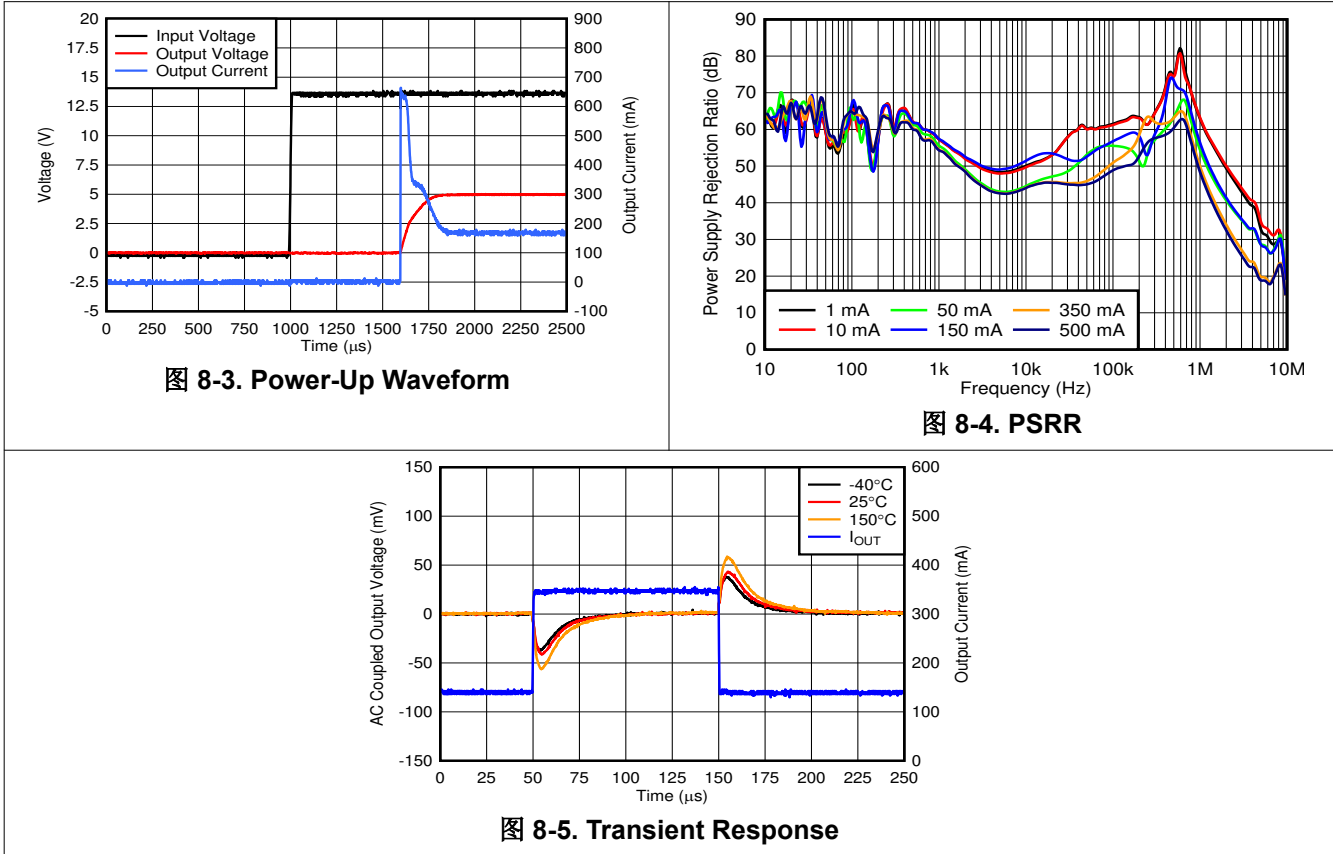 Input Voltage
Output Voltage
Output Current
20
17.5
15
12.5
10
7.5
5
2.5
0
-2.5
-5
Voltage (V)
900
800
700
600
500
400
300
200
100
0
-100
Output Current (mA)
0 250 500 750 1000 1250 1500 1750 2000 2250 2500
Time (μs)
图 8-3. Power-Up Waveform
90
80
70
60
50
40
30
20
10
0
Power Supply Rejection Ratio (dB)
1 mA 50 mA 350 mA
10 mA 150 mA 500 mA
10 100 1k 10k 100k 1M 10M
Frequency (Hz)
图 8-4. PSRR
150
100
50
0
-50
-100
-150
AC Coupled Output Voltage (mV)
-40°C
25°C
150°C
IOUT
600
500
400
300
200
100
0
Output Current (mA)
0 25 50 75 100 125 150 175 200 225 250
Time (μs)
图 8-5. Transient Response